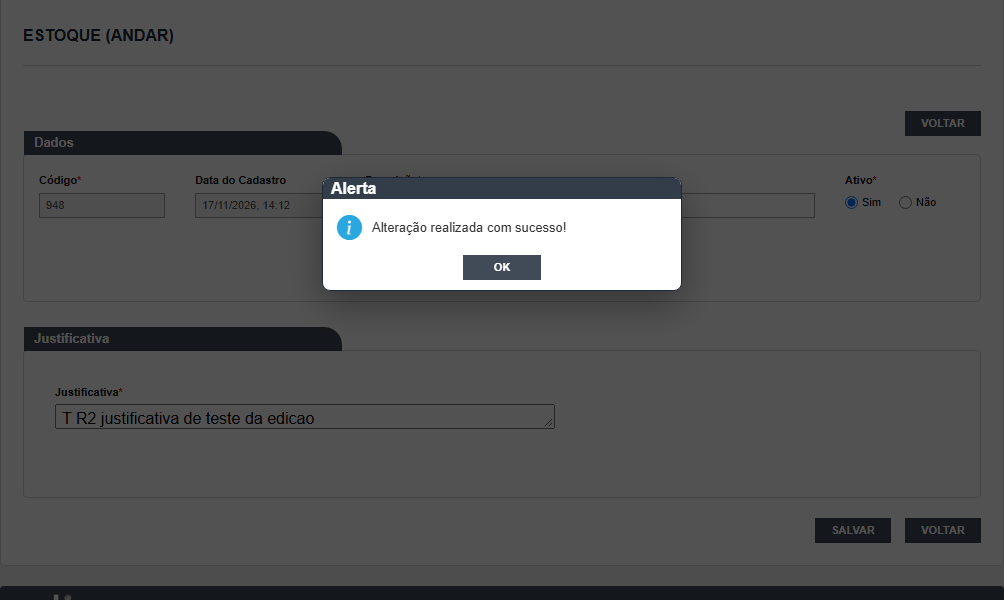 ESTOQUE (ANDAR)
VOLTAR
Dados
Código*
Data do Cadastro
Ativo*
948
17/11/2026, 14:12
Sim
Não
Alerta
Alteração realizada com sucesso!
OK
Justificativa
Justificativa*
T R2 justificativa de teste da edicao
SALVAR
VOLTAR